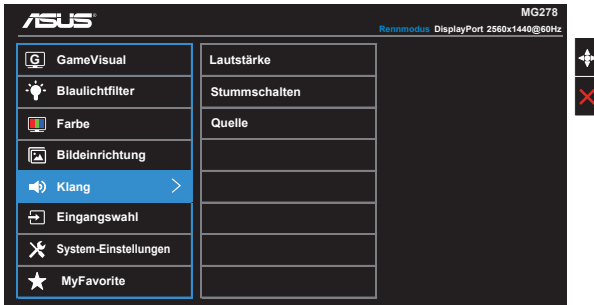 ASUS
MG278
Rennmodus DisplayPort 2560x1440@60Hz
G GameVisual
Blaulichtfilter
Farbe
Bildeinrichtung
Klang
Eingangswahl
System-Einstellungen
MyFavorite
Lautstärke
Stummschalten
Quelle